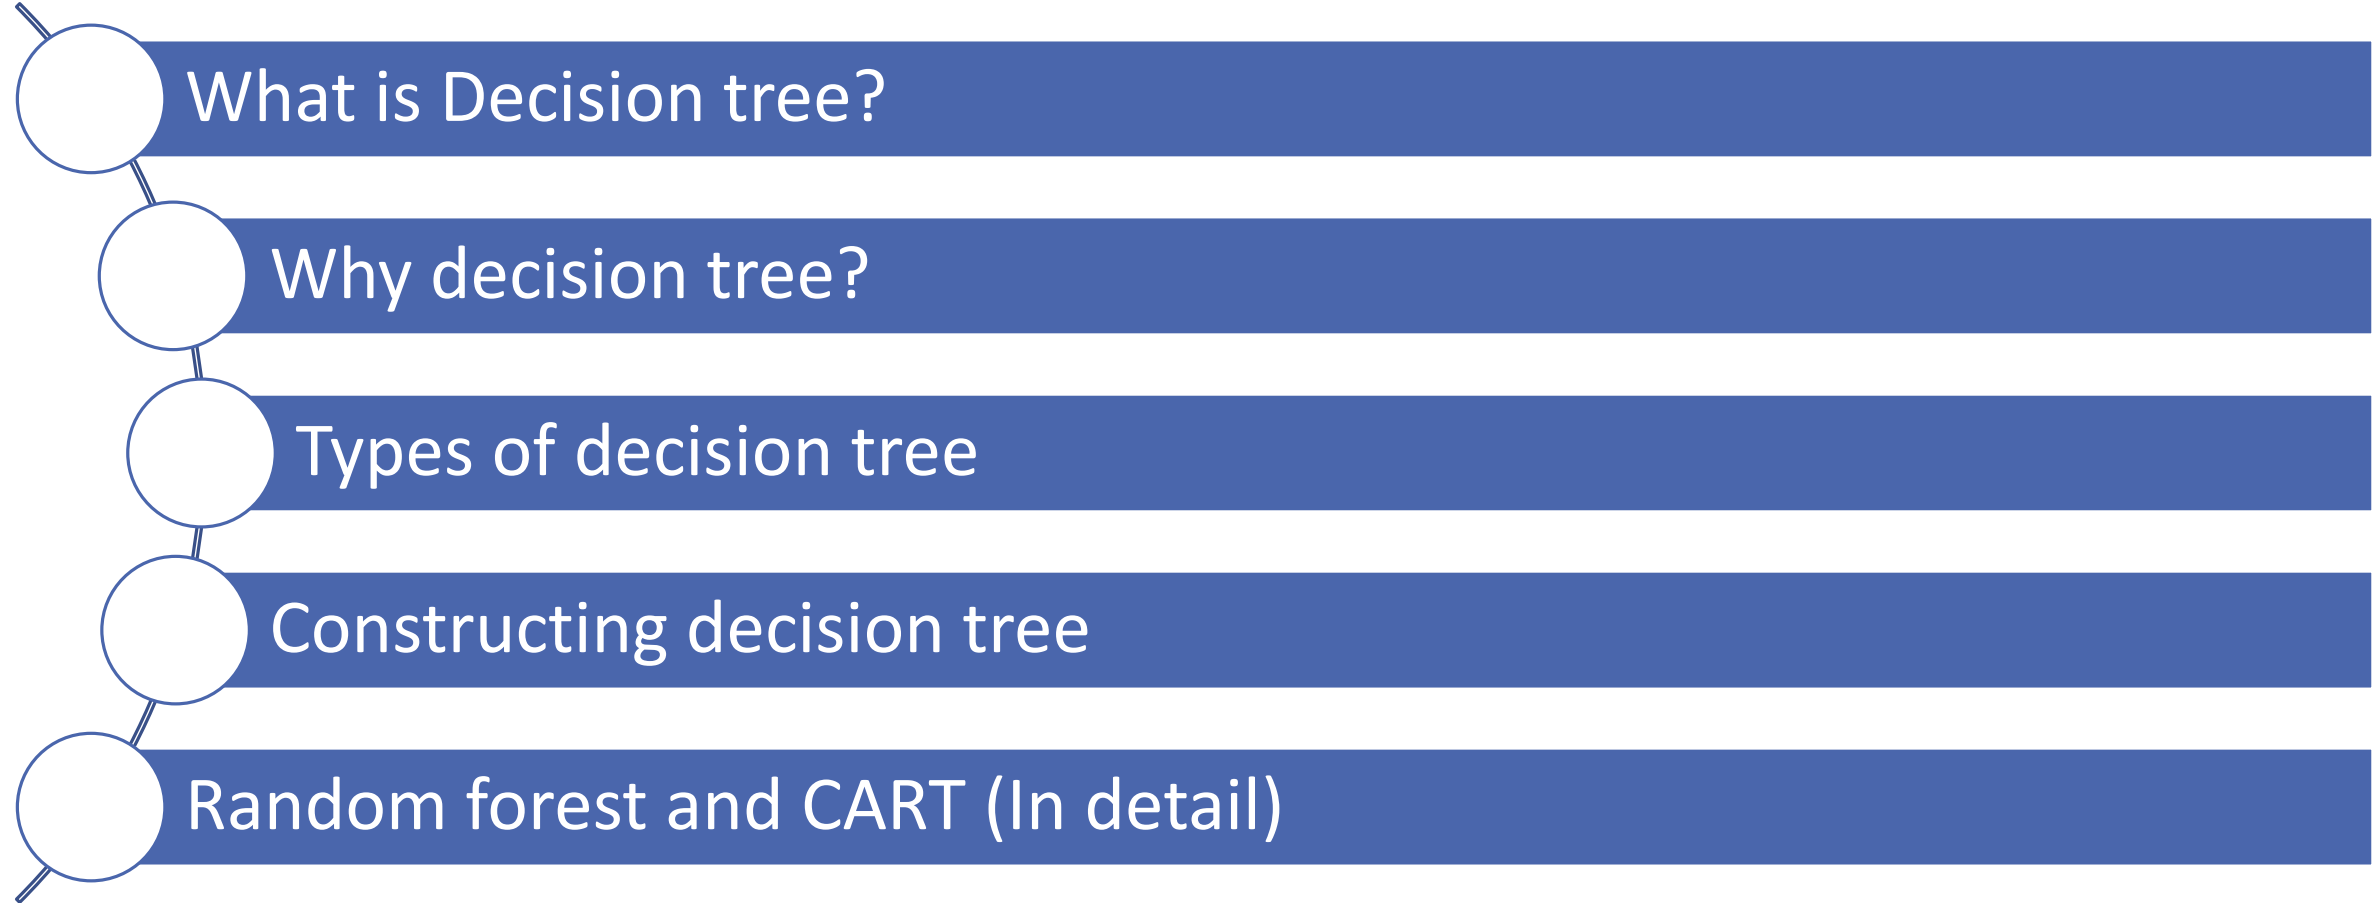 What is Decision tree?
Why decision tree?
Types of decision tree
Constructing decision tree
Random forest and CART (In detail)